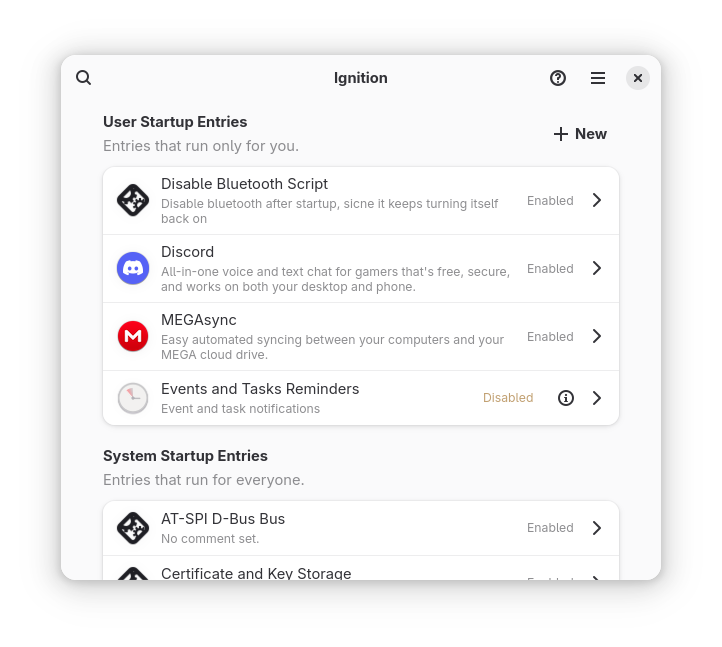 Ignition
User Startup Entries
Entries that run only for you.
New
Disable Bluetooth Script
Disable bluetooth after startup, sicne it keeps turning itself
back on
Enabled
Discord
All-in-one voice and text chat for gamers that's free, secure,
and works on both your desktop and phone.
Enabled
MEGAsync
Easy automated syncing between your computers and your
MEGA cloud drive.
Enabled
Events and Tasks Reminders
Event and task notifications
Disabled
System Startup Entries
Entries that run for everyone.
AT-SPI D-Bus Bus
No comment set.
Enabled
Certificate and Key Storage
Enabled